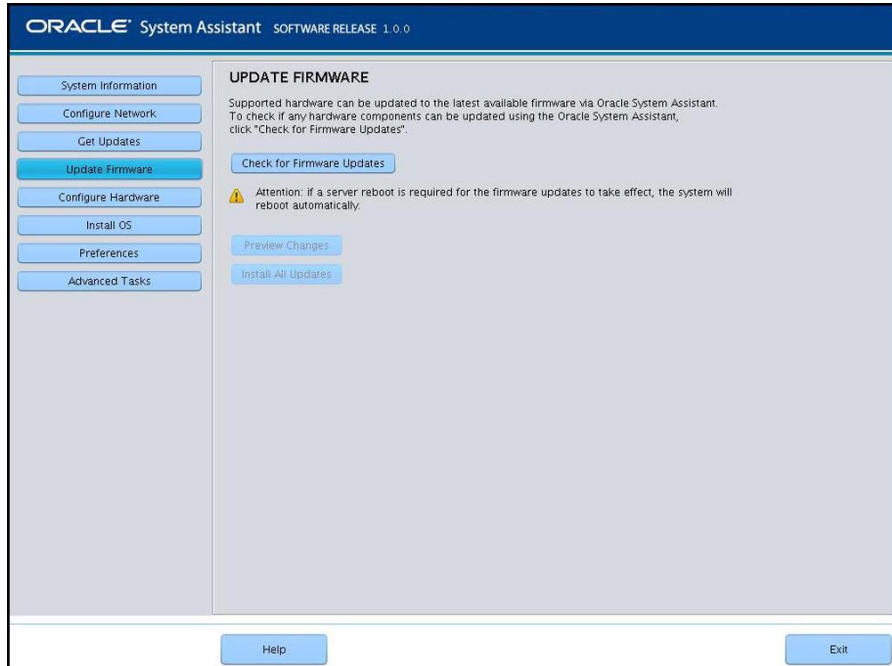 ORACLE System Assistant SOFTWARE RELEASE 1.0.0
System Information
Configure Network
Get Updates
Update Firmware
Configure Hardware
Install OS
Preferences
Advanced Tasks
UPDATE FIRMWARE
Supported hardware can be updated to the latest available firmware via Oracle System Assistant.
To check if any hardware components can be updated using the Oracle System Assistant,
click "Check for Firmware Updates".
Check for Firmware Updates
Attention: if a server reboot is required for the firmware updates to take effect, the system will
reboot automatically.
Preview Changes
Install All Updates
Help
Exit